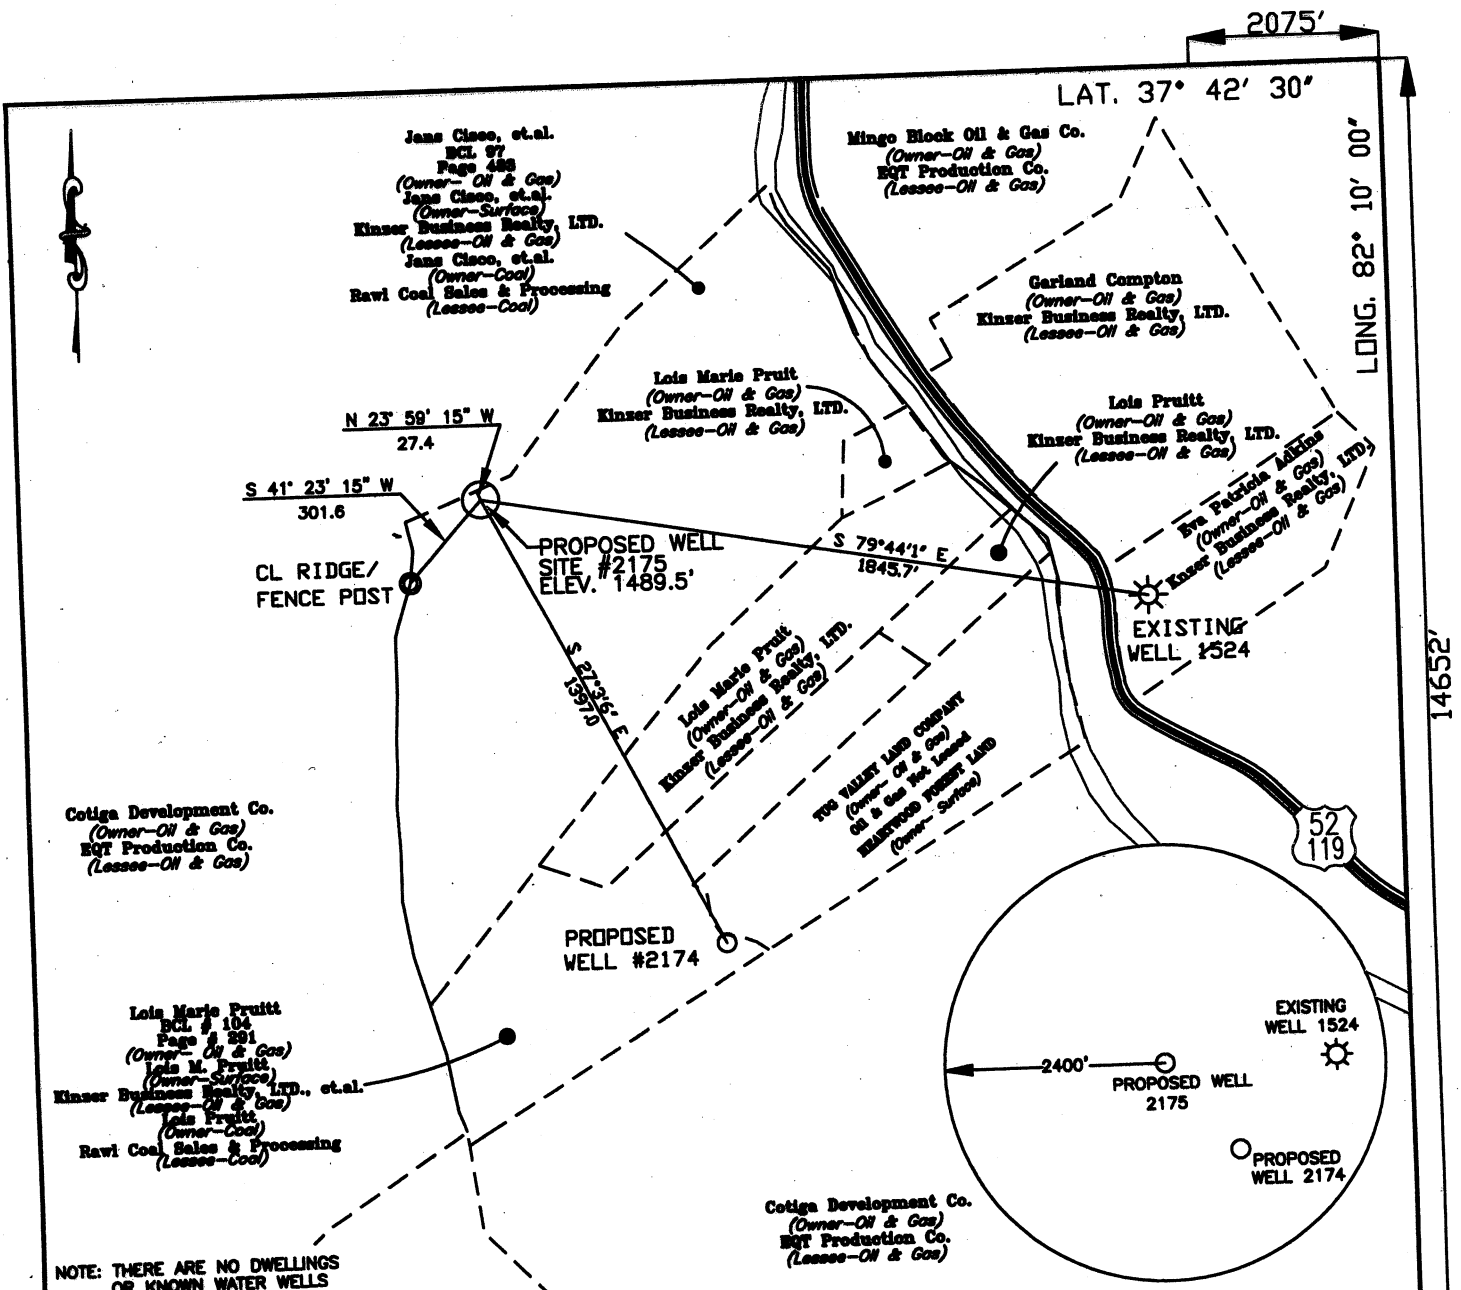 2075'
LAT. 37° 42' 30"
LONG. 82° 10' 00"
14652'
Jans Cisco, et.al.
BCL 97
Page 488
(Owner- Oil & Gas)
Jans Cisco, et.al.
(Owner-Surface)
Kinzer Business Realty, LTD.
(Lessee-Oil & Gas)
Jans Cisco, et.al.
(Owner-Coal)
Rawl Coal Sales & Processing
(Lessee-Coal)
Mingo Block Oil & Gas Co.
(Owner-Oil & Gas)
EQT Production Co.
(Lessee-Oil & Gas)
Garland Compton
(Owner-Oil & Gas)
Kinzer Business Realty, LTD.
(Lessee-Oil & Gas)
Lois Marie Pruit
(Owner-Oil & Gas)
Kinzer Business Realty, LTD.
(Lessee-Oil & Gas)
Lois Pruitt
(Owner-Oil & Gas)
Kinzer Business Realty, LTD.
(Lessee-Oil & Gas)
Eva Patricia Adkins
(Owner-Oil & Gas)
Knzer Business Realty, LTD.
(Lessee-Oil & Gas)
N 23° 59' 15" W
27.4
S 41° 23' 15" W
301.6
CL RIDGE/
FENCE POST
PROPOSED WELL
SITE #2175
ELEV. 1489.5'
S 79°44'1" E
1845.7'
EXISTING
WELL 1524
S 27°3'6" E
1397.0
Lois Marie Pruit
(Owner-Oil & Gas)
Kinzer Business Realty, LTD.
(Lessee-Oil & Gas)
TUG VALLEY LAND COMPANY
(Owner- Oil & Gas)
Oil & Gas Not Leased
HEARTWOOD FOREST LAND
(Owner- Surface)
52
119
Cotiga Development Co.
(Owner-Oil & Gas)
EQT Production Co.
(Lessee-Oil & Gas)
PROPOSED
WELL #2174
Lois Marie Pruitt
BCL # 104
Page # 291
(Owner- Oil & Gas)
Lois M. Pruitt
(Owner-Surface)
Kinzer Business Realty, LTD., et.al.
(Lessee-Oil & Gas)
Lois Pruitt
(Owner-Coal)
Rawl Coal Sales & Processing
(Lessee-Coal)
EXISTING
WELL 1524
2400'
PROPOSED WELL
2175
PROPOSED
WELL 2174
Cotiga Development Co.
(Owner-Oil & Gas)
EQT Production Co.
(Lessee-Oil & Gas)
NOTE: THERE ARE NO DWELLINGS
OR KNOWN WATER WELLS